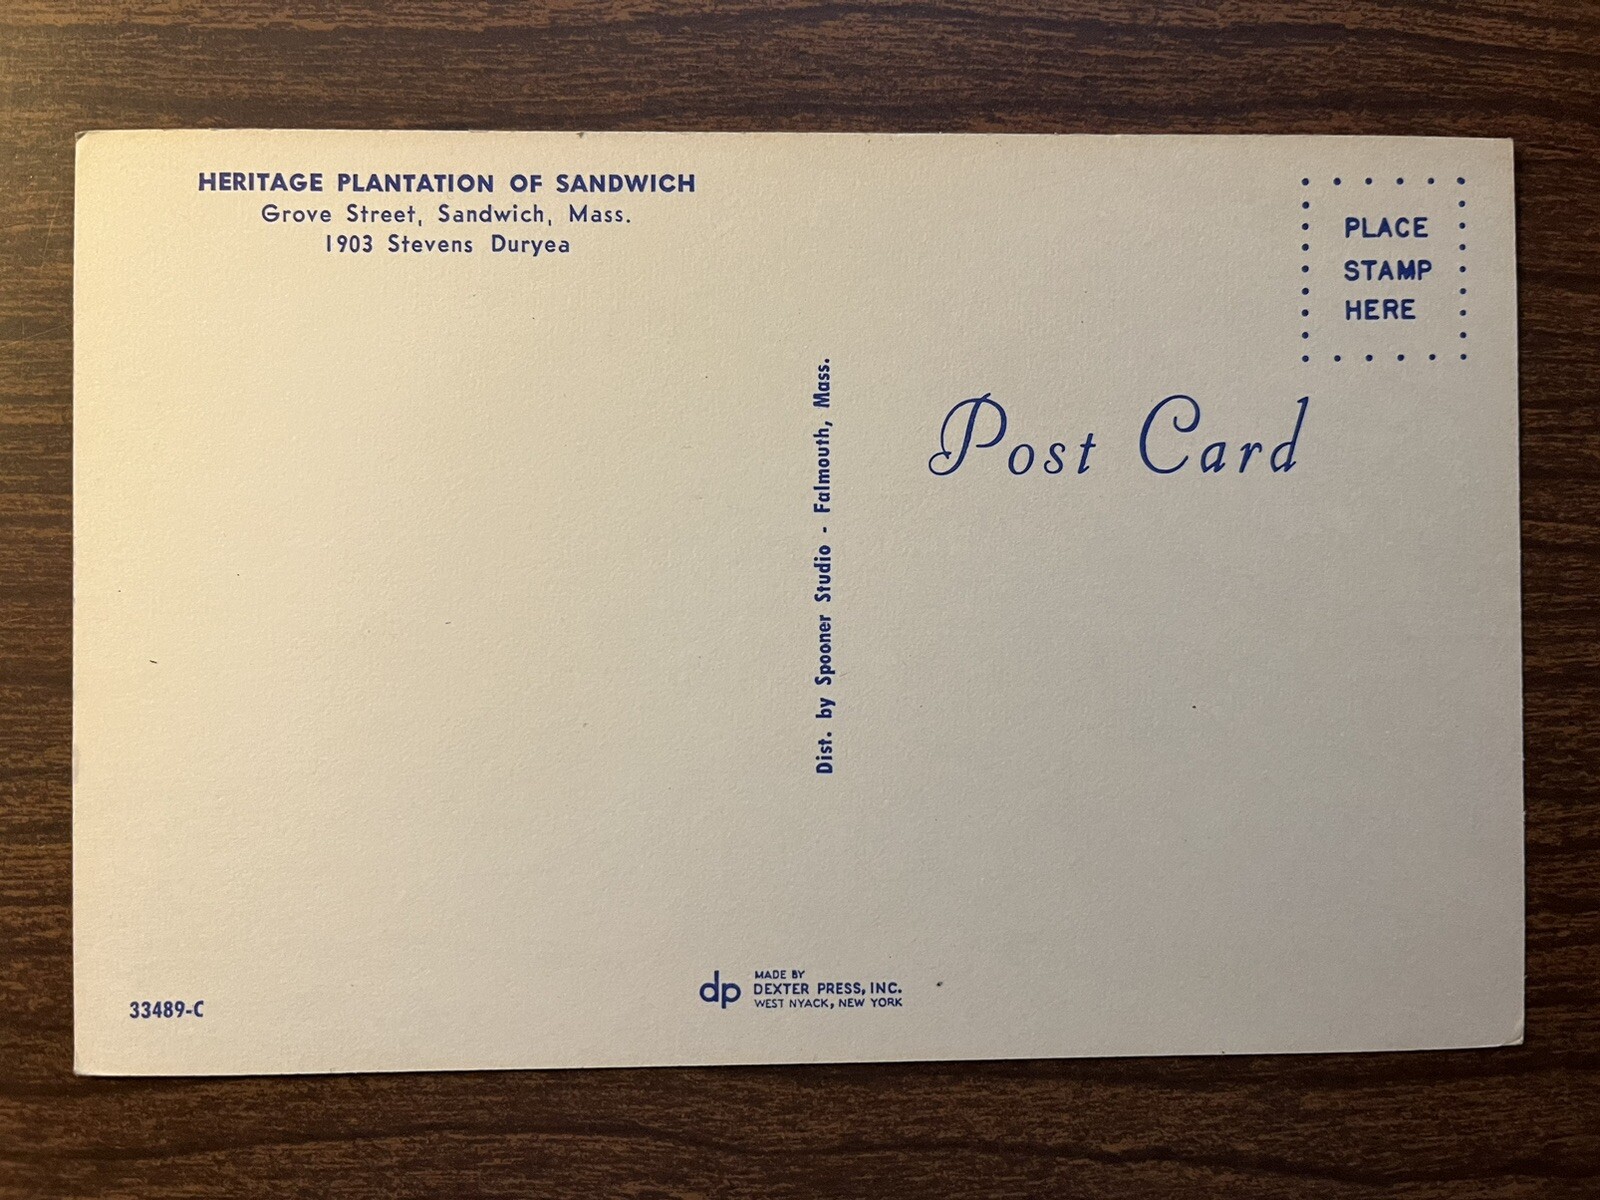 HERITAGE PLANTATION OF SANDWICH
Grove Street, Sandwich, Mass.
1903 Stevens Duryea
PLACE
STAMP
HERE
Post Card
Dist. by Spooner Studio - Falmouth, Mass.
33489-C
dp
MADE BY
DEXTER PRESS, INC.
WEST NYACK, NEW YORK